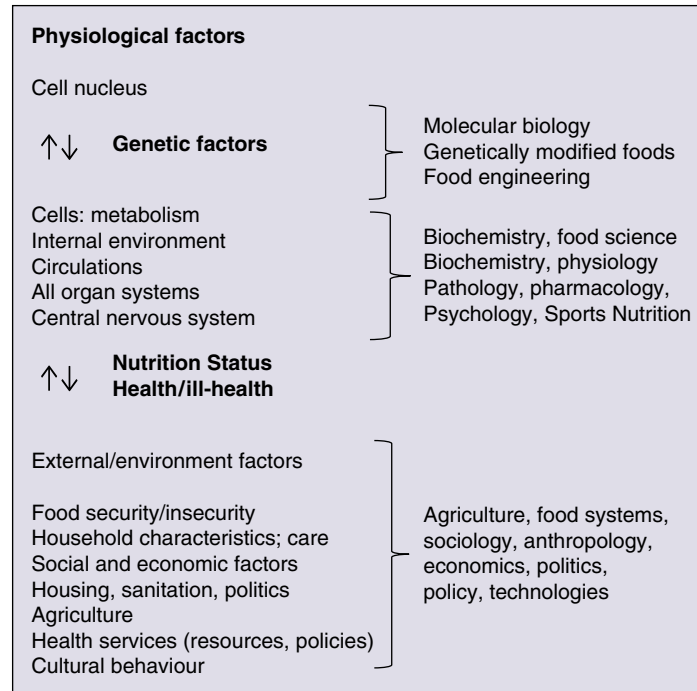 Physiological factors
Cell nucleus
↑↓ Genetic factors
Molecular biology
Genetically modified foods
Food engineering
Cells: metabolism
Internal environment
Circulations
All organ systems
Central nervous system
Biochemistry, food science
Biochemistry, physiology
Pathology, pharmacology,
Psychology, Sports Nutrition
↑↓ Nutrition Status
Health/ill-health
External/environment factors
Food security/insecurity
Household characteristics; care
Social and economic factors
Housing, sanitation, politics
Agriculture
Health services (resources, policies)
Cultural behaviour
Agriculture, food systems,
sociology, anthropology,
economics, politics,
policy, technologies